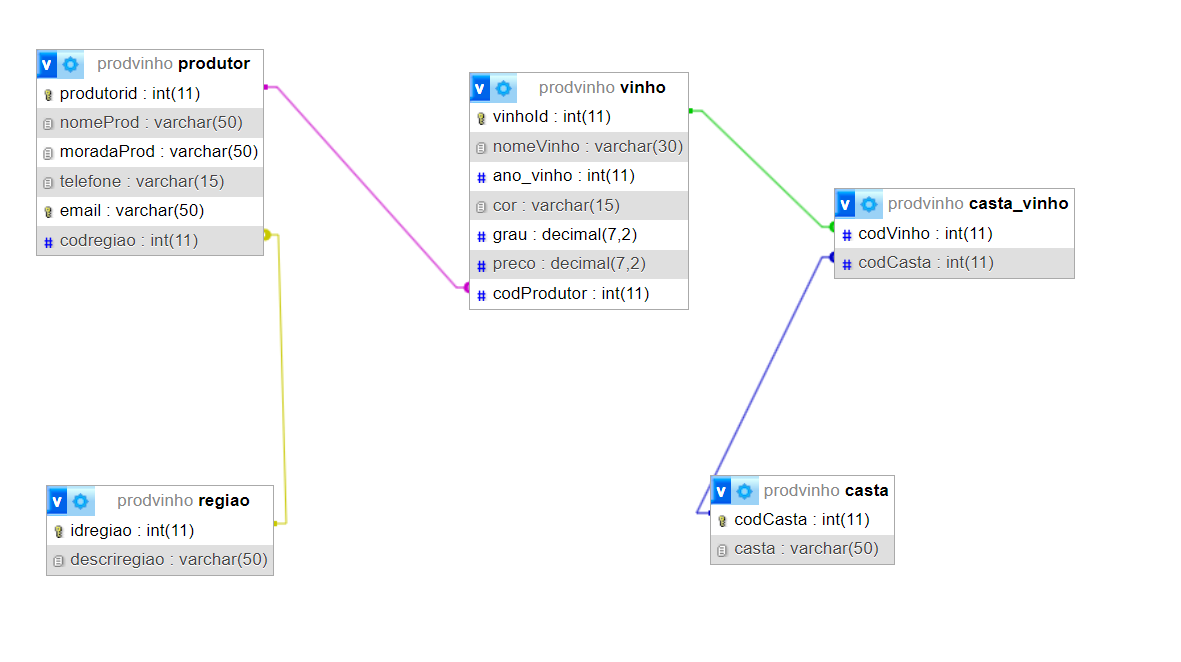 v prodvinho produtor
produtorid : int(11)
nomeProd : varchar(50)
moradaProd : varchar(50)
telefone : varchar(15)
email : varchar(50)
# codregiao : int(11)
v prodvinho vinho
vinhoId : int(11)
nomeVinho : varchar(30)
# ano_vinho : int(11)
cor : varchar(15)
# grau : decimal(7,2)
# preco : decimal(7,2)
# codProdutor : int(11)
v prodvinho casta_vinho
# codVinho : int(11)
# codCasta : int(11)
v prodvinho regiao
idregiao : int(11)
descriregiao : varchar(50)
v prodvinho casta
codCasta : int(11)
casta : varchar(50)